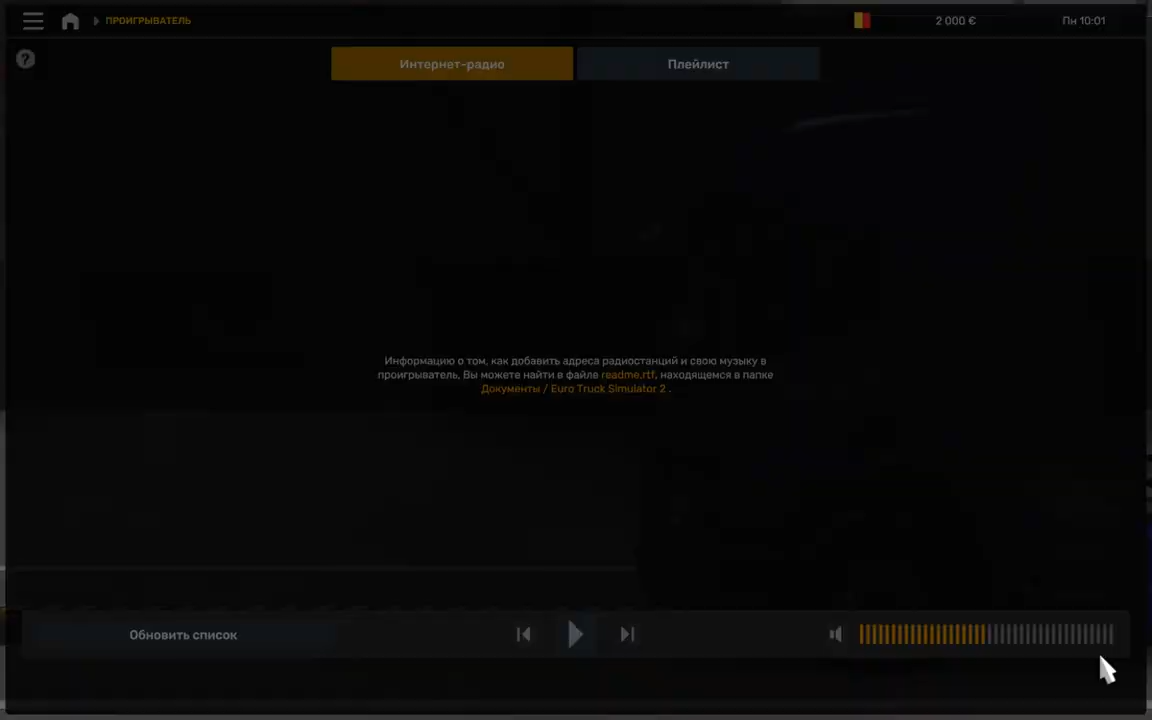 ПРОИГРЫВАТЕЛЬ
2 000 €
Пн 10:01
?
Интернет-радио
Плейлист
Информацию о том, как добавить адреса радиостанций и свою музыку в
проигрыватель, Вы можете найти в файле readme.rtf, находящемся в папке
Документы / Euro Truck Simulator 2 .
Обновить список